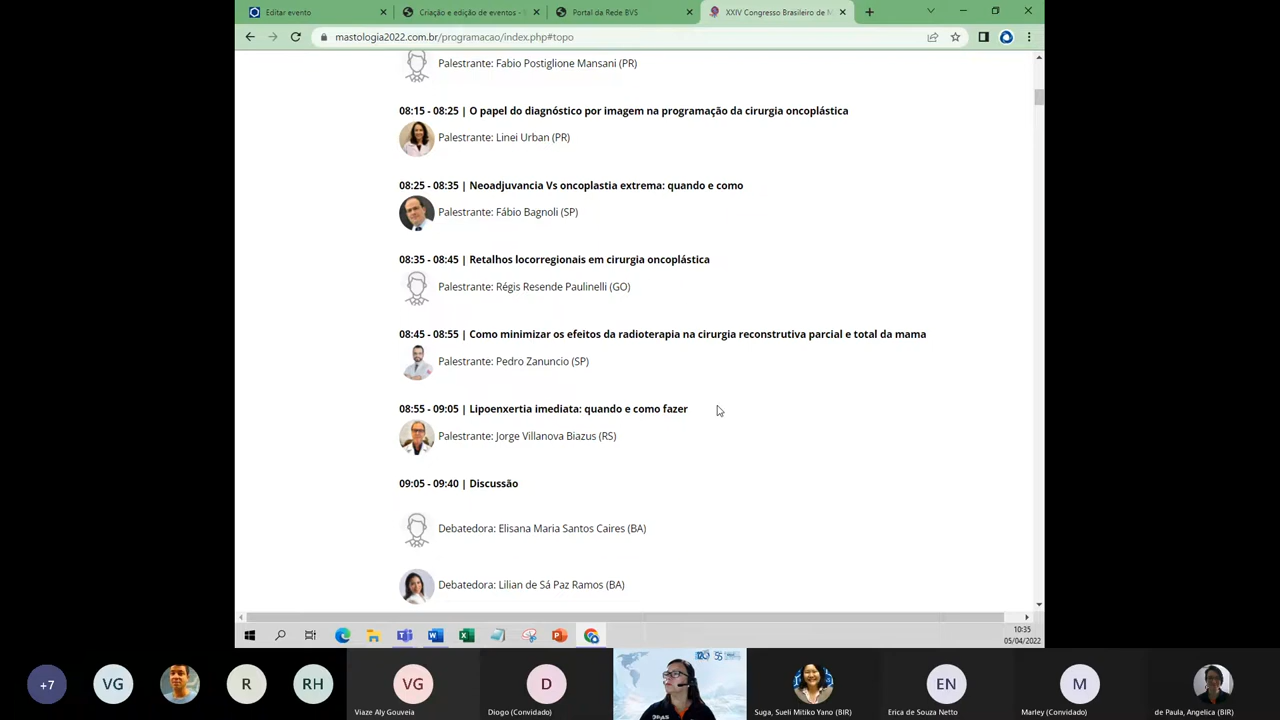 Editar evento
Criação e edição de eventos -
Portal da Rede BVS
XXIV Congresso Brasileiro de M
mastologia2022.com.br/programacao/index.php#topo
Palestrante: Fabio Postiglione Mansani (PR)
08:15 - 08:25 | O papel do diagnóstico por imagem na programação da cirurgia oncoplástica
Palestrante: Linei Urban (PR)
08:25 - 08:35 | Neoadjuvancia Vs oncoplastia extrema: quando e como
Palestrante: Fábio Bagnoli (SP)
08:35 - 08:45 | Retalhos locorregionais em cirurgia oncoplástica
Palestrante: Régis Resende Paulinelli (GO)
08:45 - 08:55 | Como minimizar os efeitos da radioterapia na cirurgia reconstrutiva parcial e total da mama
Palestrante: Pedro Zanuncio (SP)
08:55 - 09:05 | Lipoenxertia imediata: quando e como fazer
Palestrante: Jorge Villanova Biazus (RS)
09:05 - 09:40 | Discussão
Debatedora: Elisana Maria Santos Caires (BA)
Debatedora: Lilian de Sá Paz Ramos (BA)
10:35
05/04/2022
+7
VG
R
RH
VG
D
EN
M
Viaze Aly Gouveia
Diogo (Convidado)
Suga, Sueli Mitiko Yano (BIR)
Erica de Souza Netto
Marley (Convidado)
de Paula, Angelica (BIR)